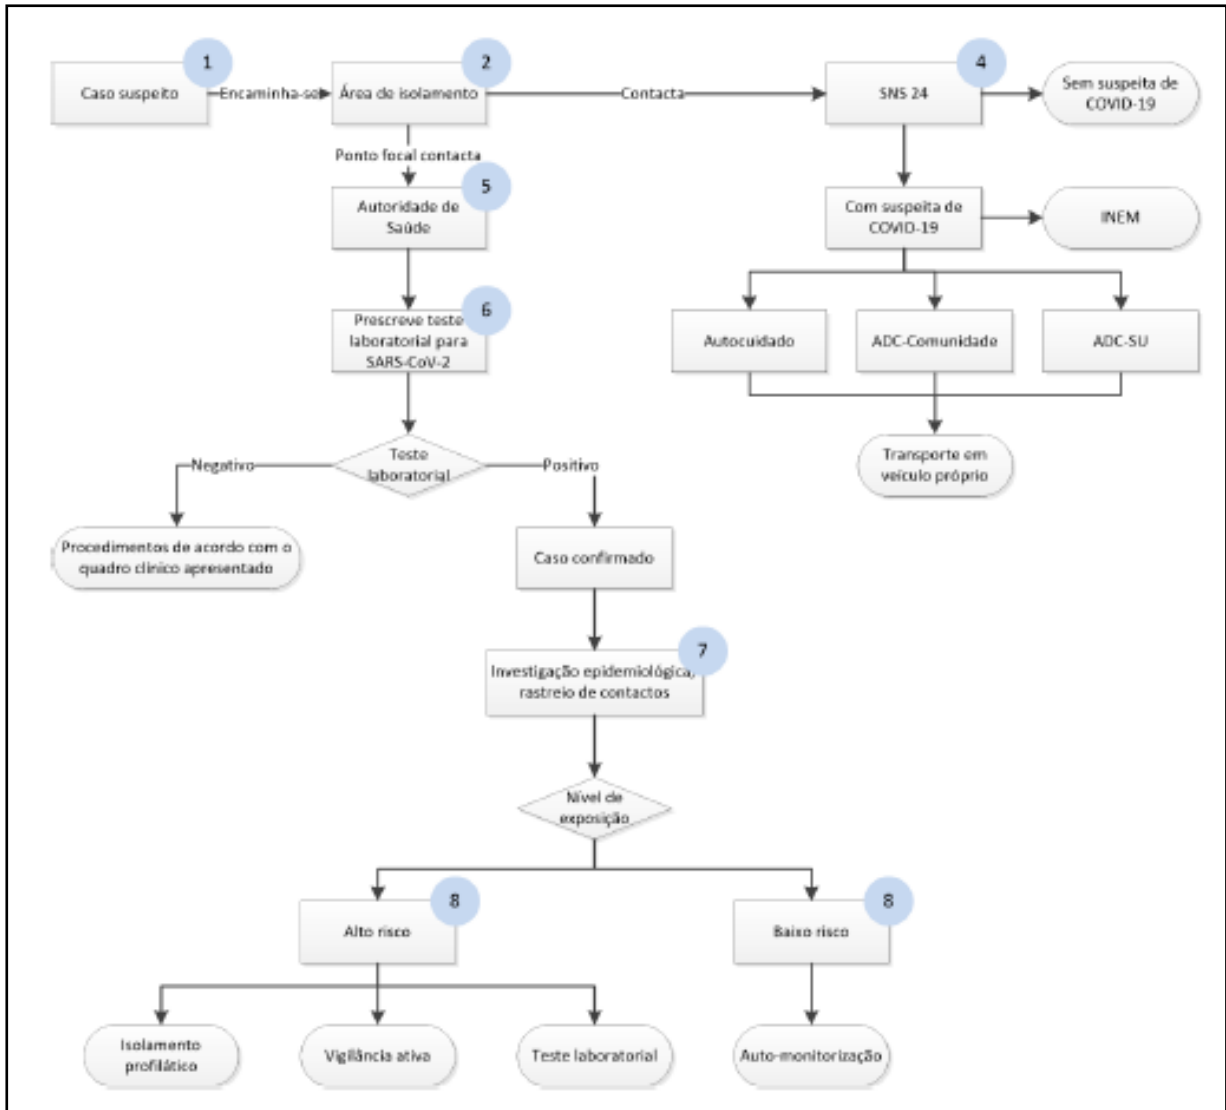 1
2
4
Caso suspeito
Encaminha-se
Área de isolamento
Contacta
SNS 24
Sem suspeita de
COVID-19
Ponto focal contacta
5
Autoridade de
Saúde
Com suspeita de
COVID-19
INEM
6
Prescreve teste
laboratorial para
SARS-CoV-2
Autocuidado
ADC-Comunidade
ADC-SU
Negativo
Teste
laboratorial
Positivo
Transporte em
veículo próprio
Procedimentos de acordo com o
quadro clínico apresentado
Caso confirmado
7
Investigação epidemiológica,
rastreio de contactos
Nível de
exposição
8
8
Alto risco
Baixo risco
Isolamento
profilático
Vigilância ativa
Teste laboratorial
Auto-monitorização